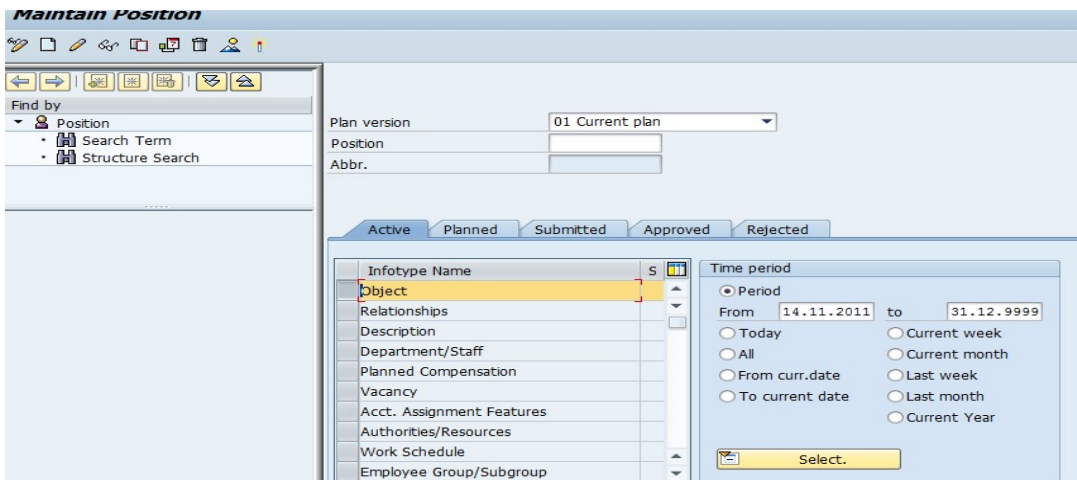 Maintain Position
Find by
Position
Search Term
Structure Search
Plan version 01 Current plan
Position
Abbr.
Active Planned Submitted Approved Rejected
Infotype Name S
Object
Relationships
Description
Department/Staff
Planned Compensation
Vacancy
Acct. Assignment Features
Authorities/Resources
Work Schedule
Employee Group/Subgroup
Time period
Period
From 14.11.2011 to 31.12.9999
Today Current week
All Current month
From curr.date Last week
To current date Last month
Current Year
Select.